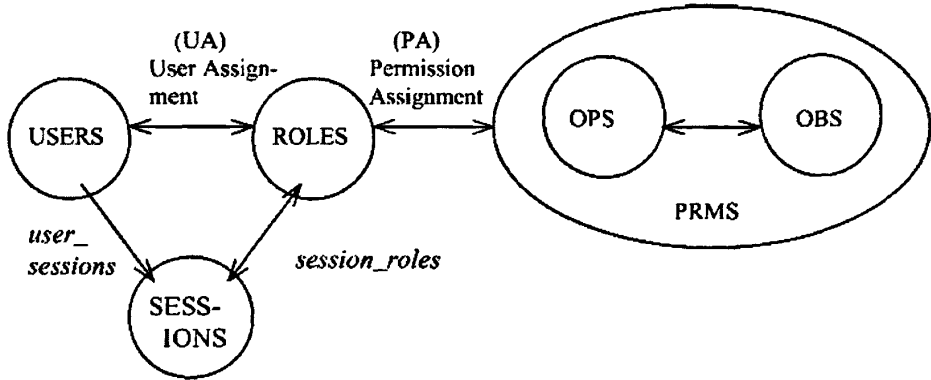 (UA)
User Assign-
ment
(PA)
Permission
Assignment
USERS
ROLES
OPS
OBS
PRMS
user_
sessions
session_roles
SESS-
IONS